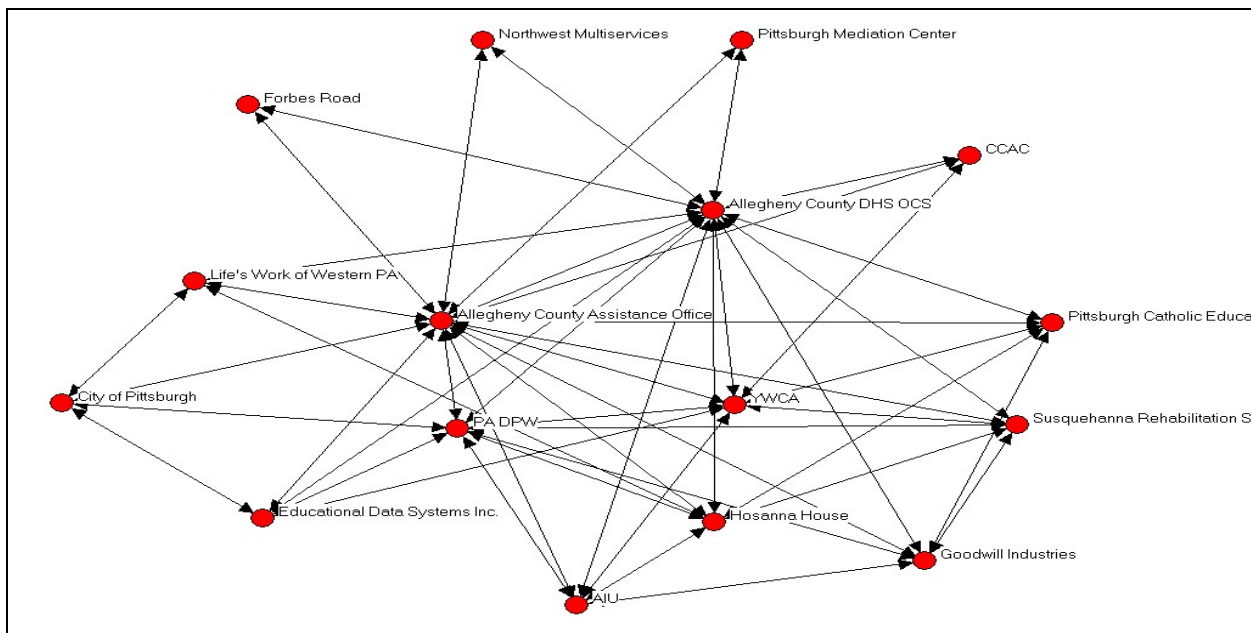 Northwest Multiservices
Pittsburgh Mediation Center
Forbes Road
CCAC
Allegheny County DHS OCS
Life's Work of Western PA
Allegheny County Assistance Office
Pittsburgh Catholic Educa
City of Pittsburgh
YWCA
PA DPW
Susquehanna Rehabilitation S
Educational Data Systems Inc.
Hosanna House
Goodwill Industries
AIU